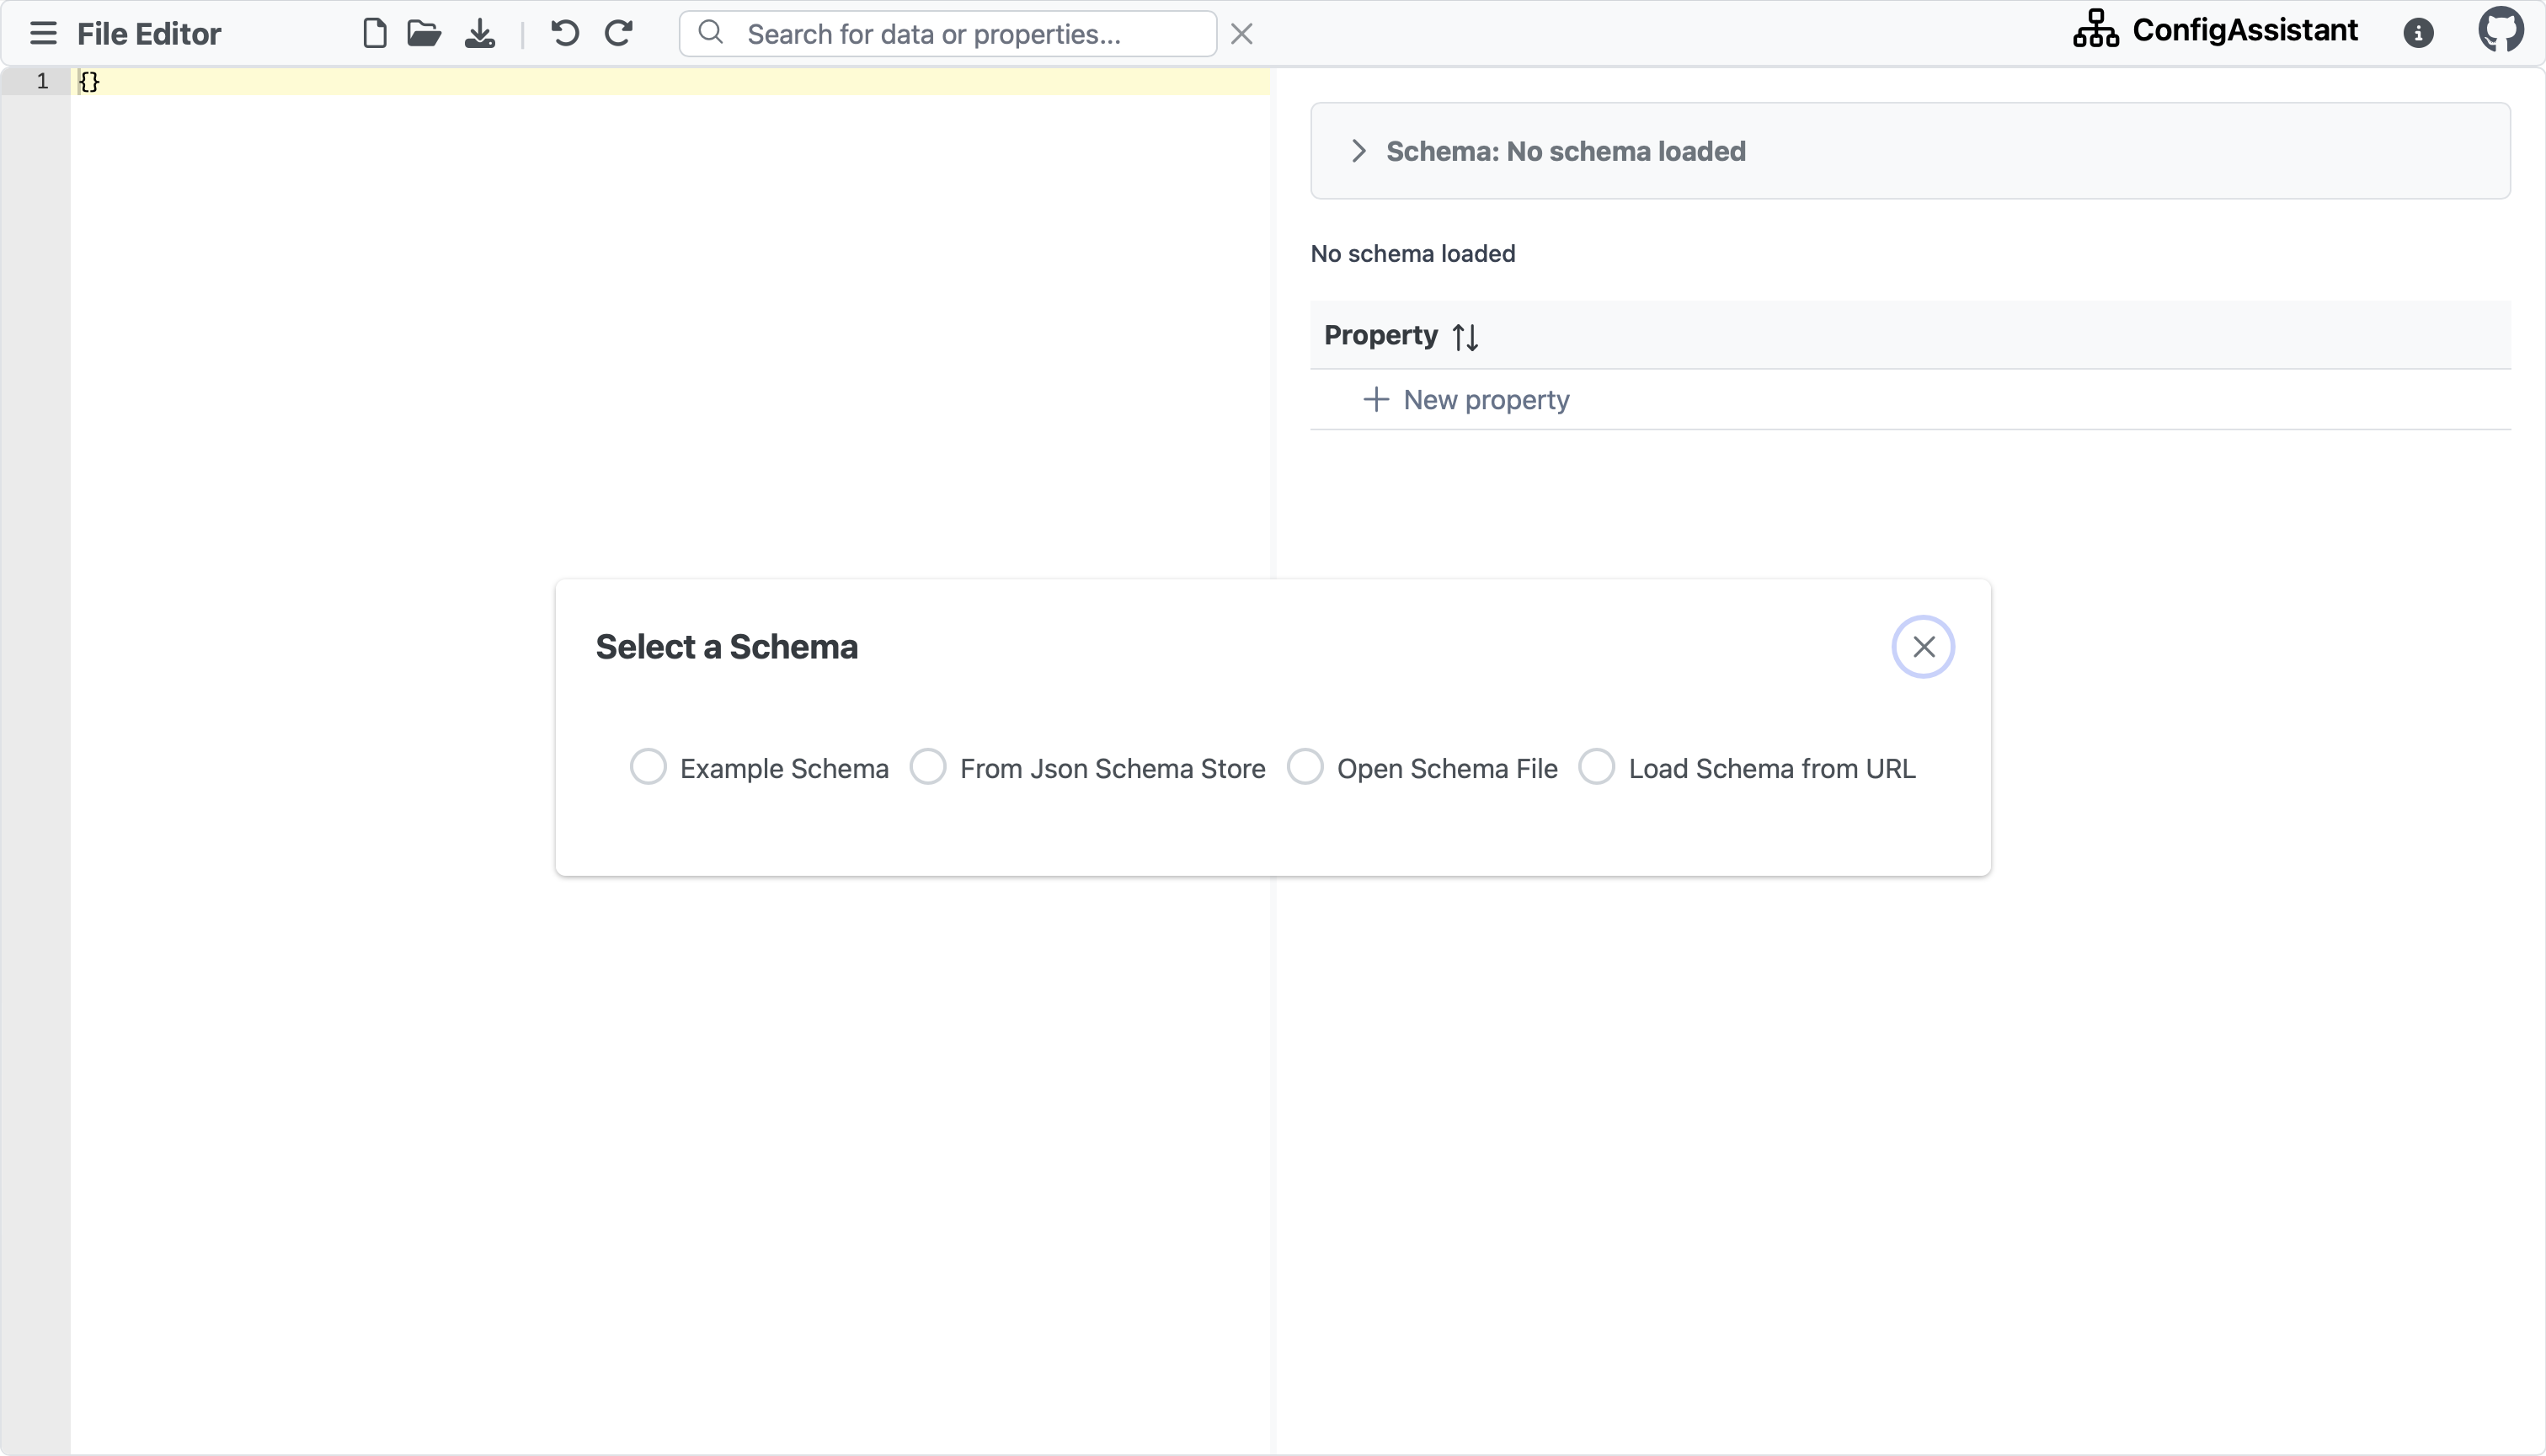 File Editor
Search for data or properties...
ConfigAssistant
1
{}
Schema: No schema loaded
No schema loaded
Property
New property
Select a Schema
Example Schema
From Json Schema Store
Open Schema File
Load Schema from URL